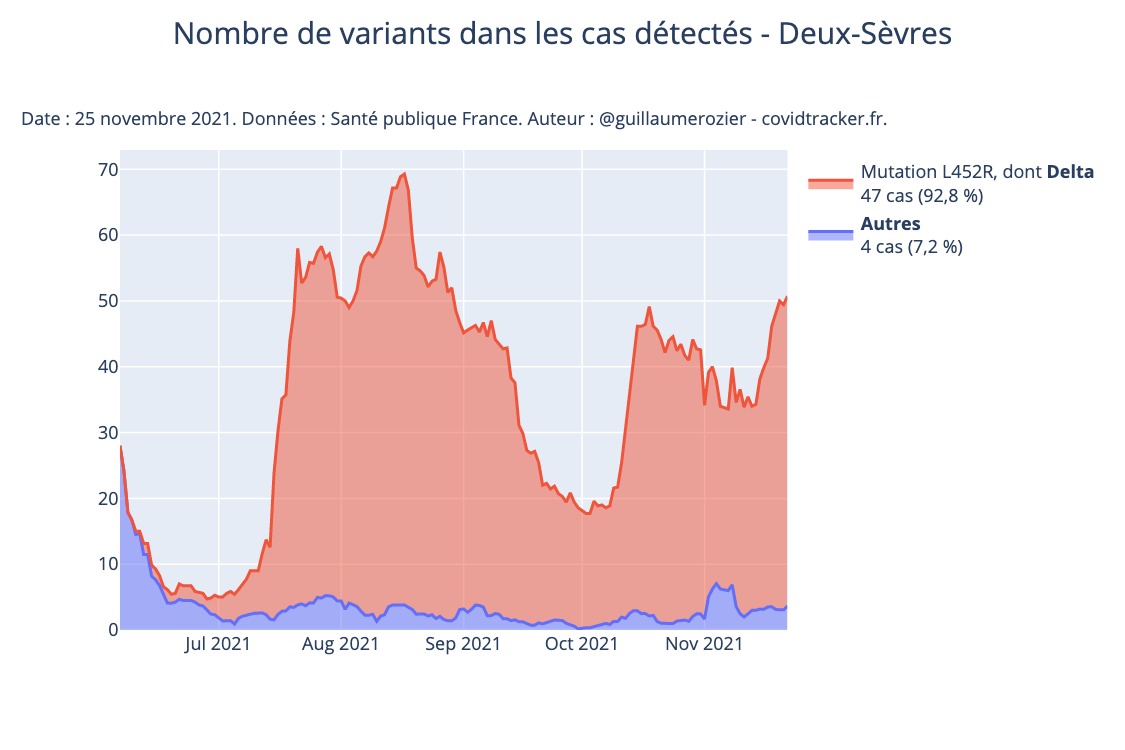 Nombre de variants dans les cas détectés - Deux-Sèvres
Date : 25 novembre 2021. Données : Santé publique France. Auteur : @guillaumerozier - covidtracker.fr.
70
60
50
40
30
20
10
0
Jul 2021
Aug 2021
Sep 2021
Oct 2021
Nov 2021
Mutation L452R, dont Delta
47 cas (92,8 %)
Autres
4 cas (7,2 %)